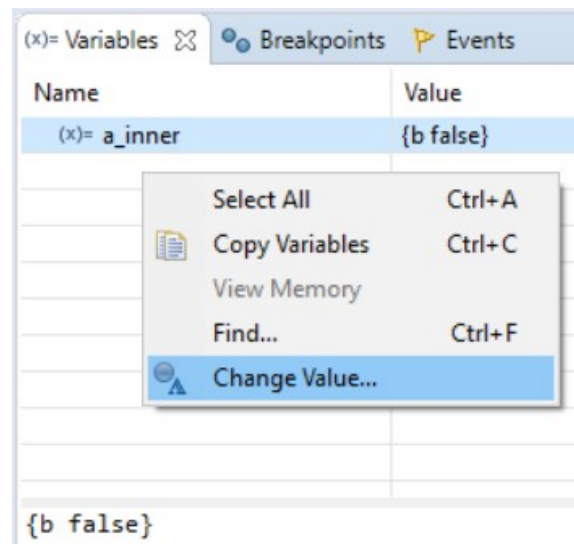 (x)= Variables Breakpoints Events
Name Value
(x)= a_inner {b false}
Select All Ctrl+A
Copy Variables Ctrl+C
View Memory
Find... Ctrl+F
Change Value...
{b false}